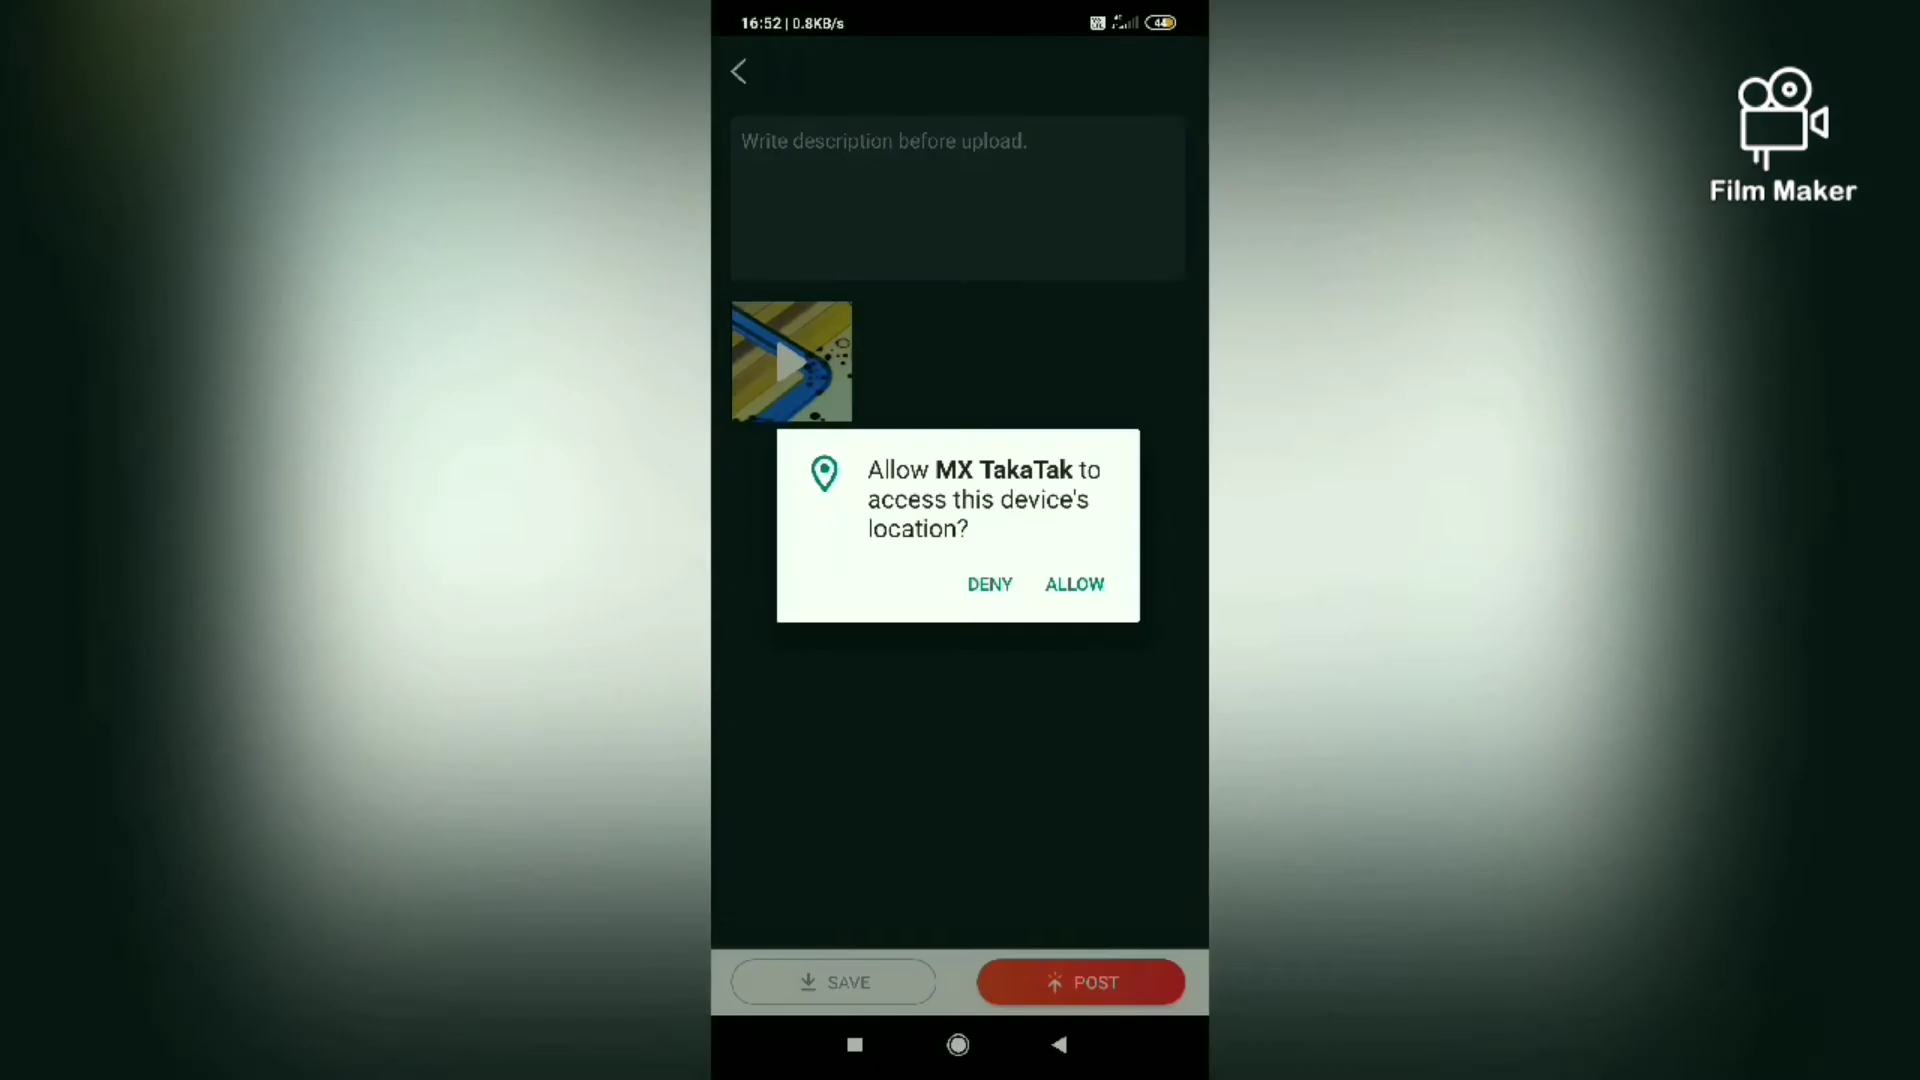 16:52 | 0.8KB/s
44
Write description before upload.
Film Maker
Allow MX TakaTak to
access this device's
location?
DENY ALLOW
SAVE
POST